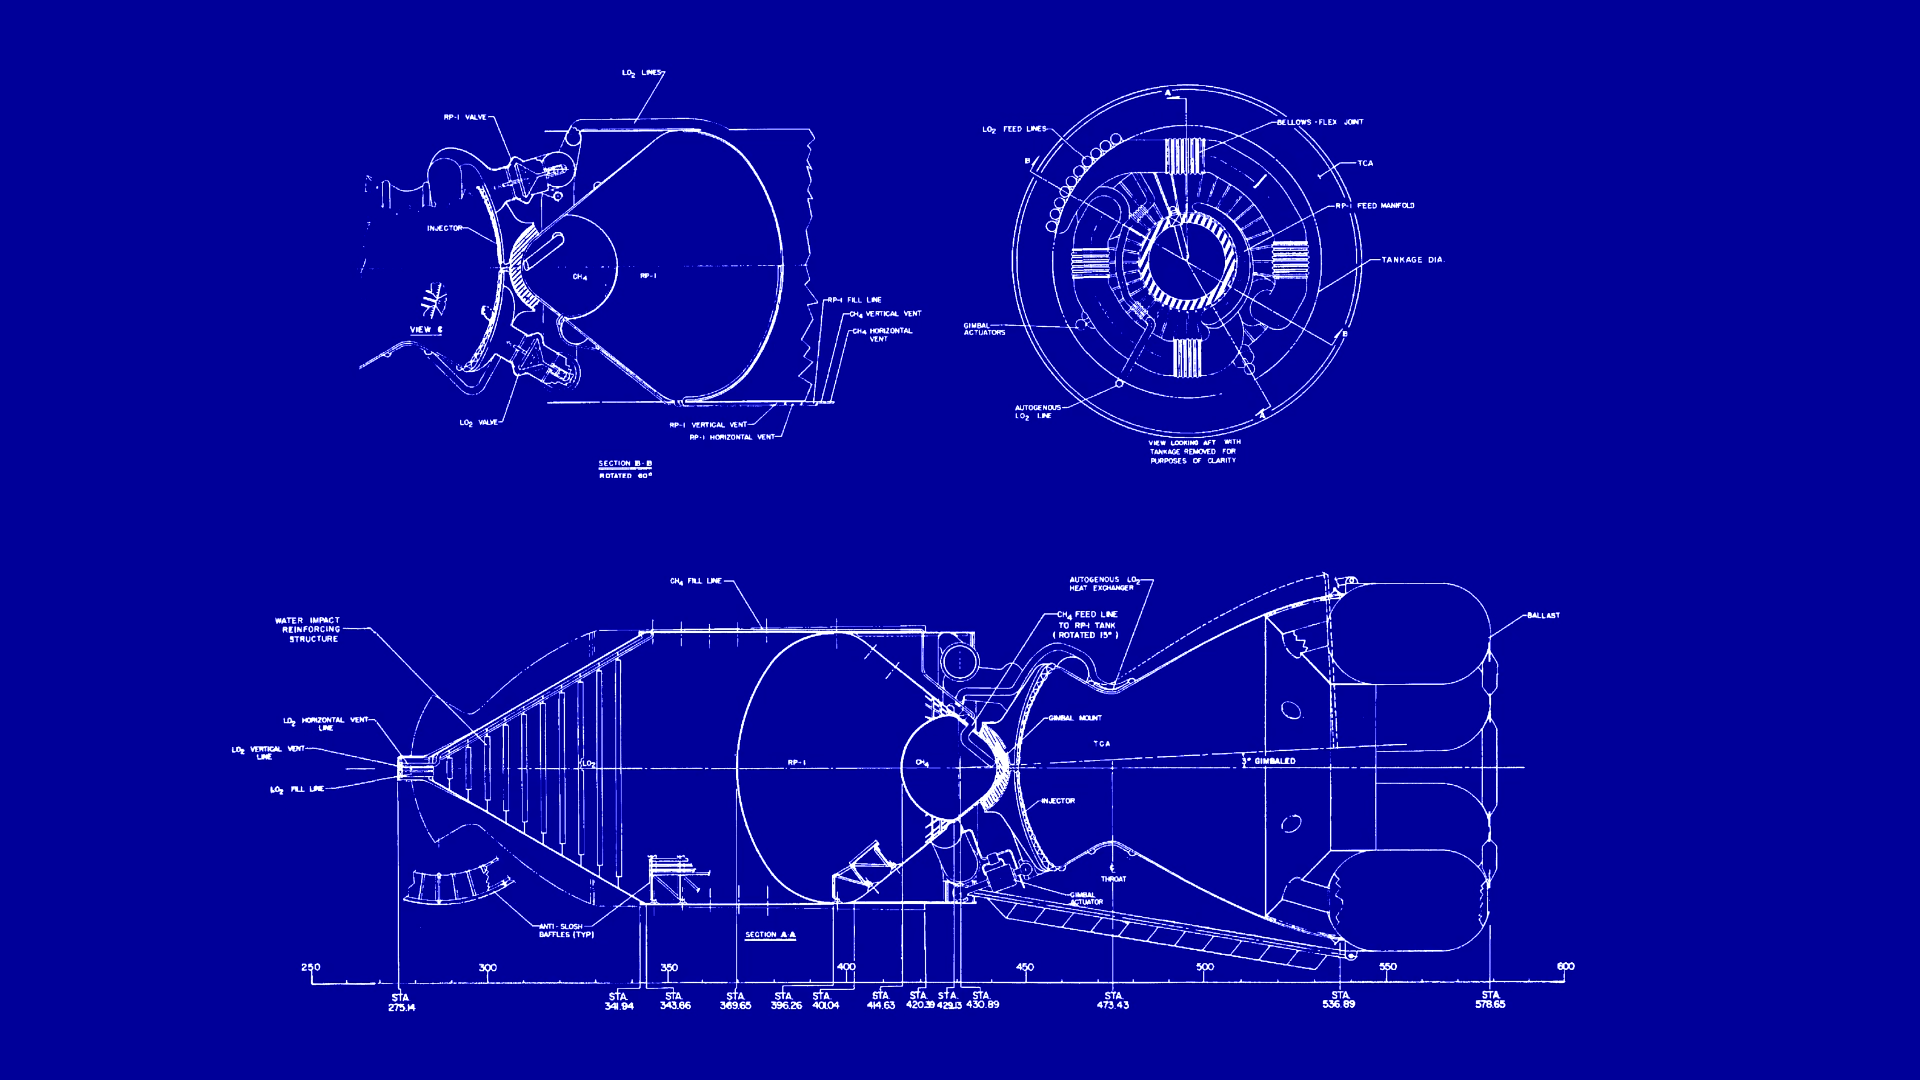 LO2 LINES
RP-1 VALVE
INJECTOR
CH4
RP-1
VIEW C
RP-1 FILL LINE
CH4 VERTICAL VENT
CH4 HORIZONTAL
VENT
LO2 VALVE
RP-1 VERTICAL VENT
RP-1 HORIZONTAL VENT
SECTION B-B
ROTATED 60°
A
LO2 FEED LINES
BELLOWS-FLEX JOINT
B
TCA
RP-1 FEED MANIFOLD
TANKAGE DIA.
GIMBAL
ACTUATORS
B
AUTOGENOUS
LO2 LINE
A
VIEW LOOKING AFT WITH
TANKAGE REMOVED FOR
PURPOSES OF CLARITY
CH4 FILL LINE
AUTOGENOUS LO2
HEAT EXCHANGER
WATER IMPACT
REINFORCING
STRUCTURE
CH4 FEED LINE
TO RP-1 TANK
(ROTATED 15°)
BALLAST
LO2 HORIZONTAL VENT
LINE
GIMBAL MOUNT
LO2 VERTICAL VENT
LINE
TCA
LO2
RP-1
CH4
3° GIMBALED
LO2 FILL LINE
INJECTOR
℄
THROAT
GIMBAL
ACTUATOR
ANTI-SLOSH
BAFFLES (TYP)
SECTION A-A
250 300 350 400 450 500 550 600
STA. STA. STA. STA. STA. STA. STA. STA. STA. STA. STA. STA. STA.
275.14 341.94 343.66 369.65 396.26 401.04 414.63 420.39 429.13 430.89 473.43 536.89 578.65